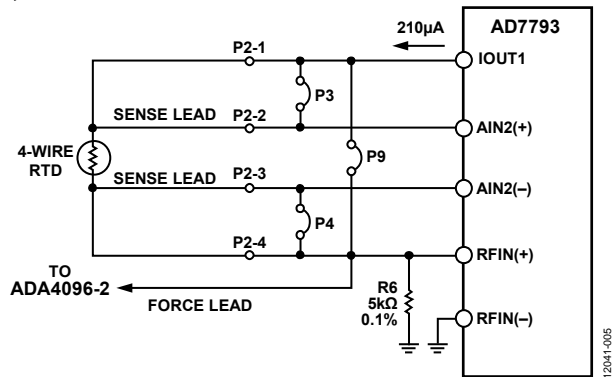 210µA
AD7793
P2-1
IOUT1
P3
SENSE LEAD
P2-2
AIN2(+)
4-WIRE
RTD
P9
SENSE LEAD
P2-3
AIN2(–)
P4
P2-4
RFIN(+)
TO
ADA4096-2
FORCE LEAD
R6
5kΩ
0.1%
RFIN(–)
12041-005